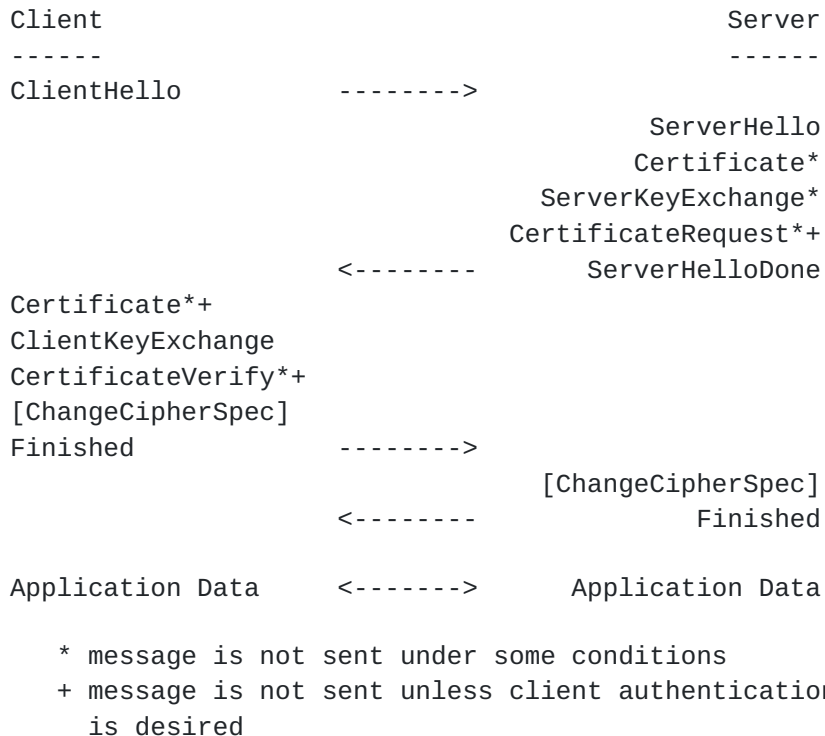 Client                                        Server
------                                        ------
ClientHello          -------->
                                         ServerHello
                                        Certificate*
                                  ServerKeyExchange*
                                CertificateRequest*+
                     <--------       ServerHelloDone
Certificate*+
ClientKeyExchange
CertificateVerify*+
[ChangeCipherSpec]
Finished             -------->
                                  [ChangeCipherSpec]
                     <--------              Finished
Application Data     <------->      Application Data
   * message is not sent under some conditions
   + message is not sent unless client authentication
     is desired